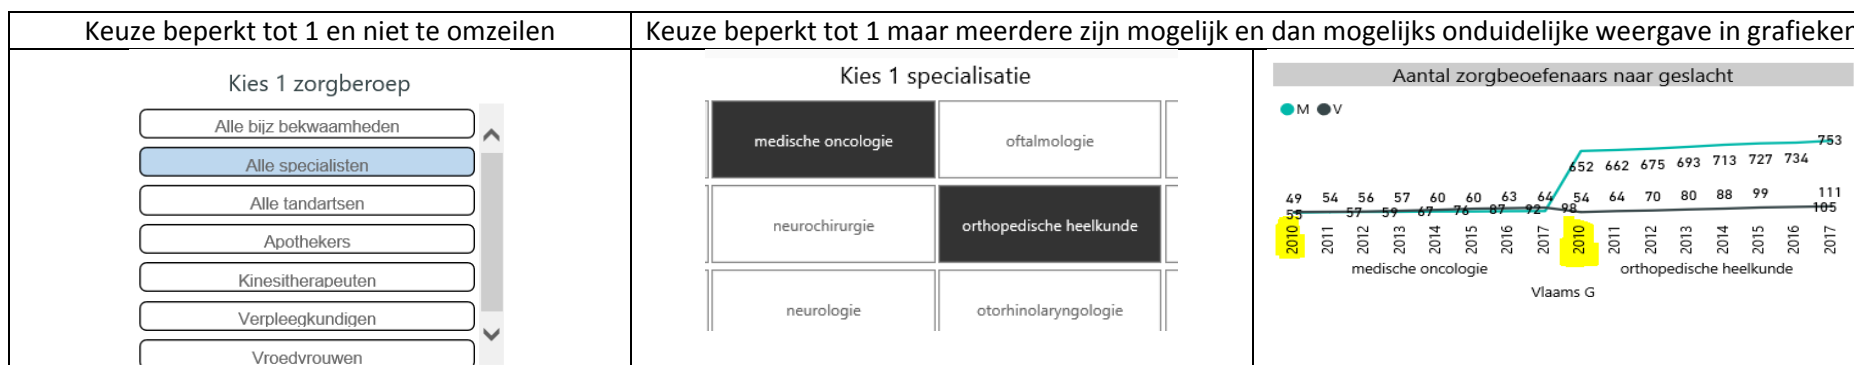 Keuze beperkt tot 1 en niet te omzeilen
Keuze beperkt tot 1 maar meerdere zijn mogelijk en dan mogelijks onduidelijke weergave in grafieken
Kies 1 zorgberoep
Alle bijz bekwaamheden
Alle specialisten
Alle tandartsen
Apothekers
Kinesitherapeuten
Verpleegkundigen
Vroedvrouwen
Kies 1 specialisatie
medische oncologie
oftalmologie
neurochirurgie
orthopedische heelkunde
neurologie
otorhinolaryngologie
Aantal zorgbeoefenaars naar geslacht
M V
753
652 662 675 693 713 727 734
49 54 56 57 60 60 63 64 54 64 70 80 88 99 111
55 57 59 67 76 87 92 98 105
2010 2011 2012 2013 2014 2015 2016 2017 2010 2011 2012 2013 2014 2015 2016 2017
medische oncologie orthopedische heelkunde
Vlaams G